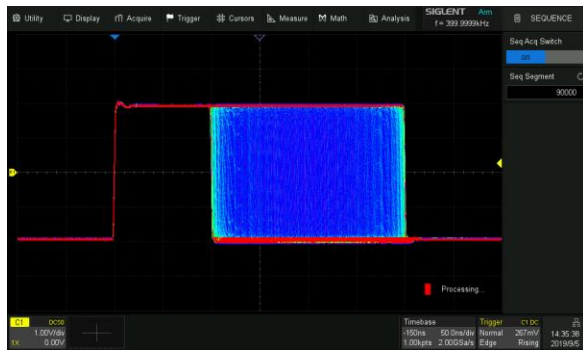 Utility Display Acquire Trigger Cursors Measure Math Analysis
SIGLENT Arm
f = 399.9999kHz
SEQUENCE
Seq Acq Switch
on
Seq Segment
90000
Processing...
C1 DC50
1.00V/div
1X 0.00V
Timebase
-150ns 50.0ns/div
1.00kpts 2.00GSa/s
Trigger C1 DC
Normal 267mV
Edge Rising
14:35:38
2019/9/5